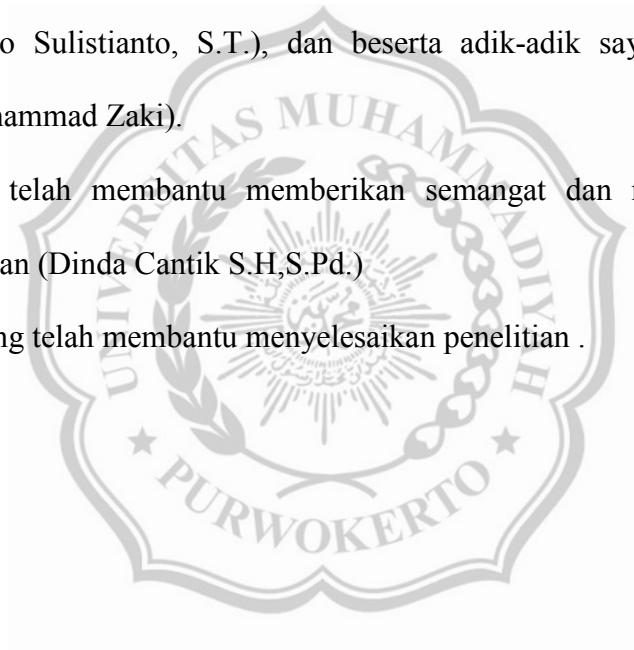 o Sulistianto, S.T.), dan beserta adik-adik say
ammad Zaki).
telah membantu memberikan semangat dan
an (Dinda Cantik S.H,S.Pd.)
ng telah membantu menyelesaikan penelitian .
UNIVERSITAS MUHAMMADIYAH
PURWOKERTO